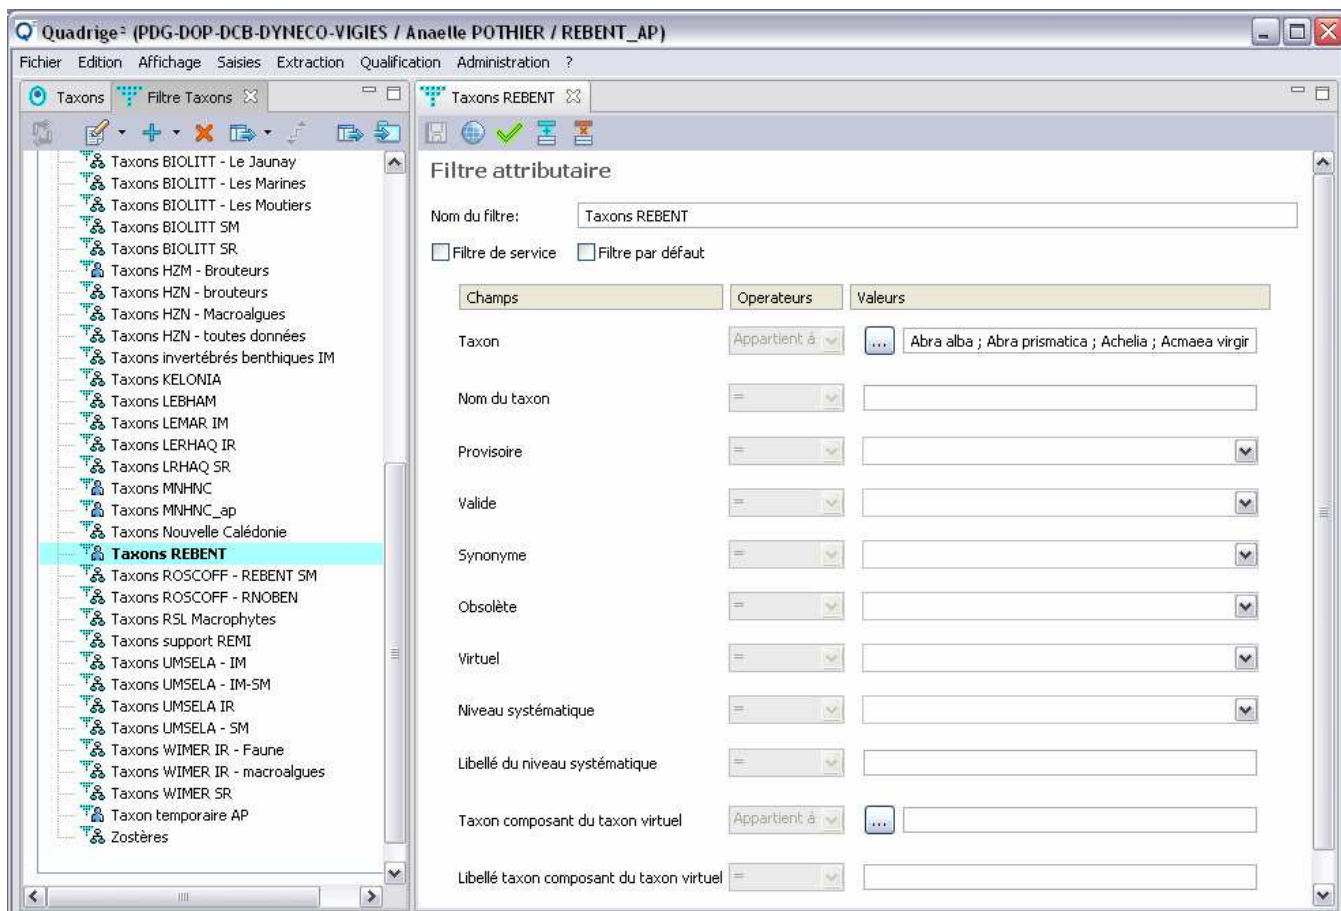 Quadrige² (PDG-DOP-DCB-DYNECO-VIGIES / Anaelle POTHIER / REBENT_AP)
Fichier Edition Affichage Saisies Extraction Qualification Administration ?
Taxons Filtre Taxons
Taxons BIOLITT - Le Jaunay
Taxons BIOLITT - Les Marines
Taxons BIOLITT - Les Moutiers
Taxons BIOLITT SM
Taxons BIOLITT SR
Taxons HZM - Brouteurs
Taxons HZN - brouteurs
Taxons HZN - Macroalgues
Taxons HZN - toutes données
Taxons invertébrés benthiques IM
Taxons KELONIA
Taxons LEBHAM
Taxons LEMAR IM
Taxons LERHAQ IR
Taxons LRHAQ SR
Taxons MNHNC
Taxons MNHNC_ap
Taxons Nouvelle Calédonie
Taxons REBENT
Taxons ROSCOFF - REBENT SM
Taxons ROSCOFF - RNOBEN
Taxons RSL Macrophytes
Taxons support REMI
Taxons UMSELA - IM
Taxons UMSELA - IM-SM
Taxons UMSELA IR
Taxons UMSELA - SM
Taxons WIMER IR - Faune
Taxons WIMER IR - macroalgues
Taxons WIMER SR
Taxon temporaire AP
Zostères
Taxons REBENT
Filtre attributaire
Nom du filtre: Taxons REBENT
Filtre de service Filtre par défaut
Champs Operateurs Valeurs
Taxon Appartient à ... Abra alba ; Abra prismatica ; Achelia ; Acmaea virgir
Nom du taxon =
Provisoire =
Valide =
Synonyme =
Obsolète =
Virtuel =
Niveau systématique =
Libellé du niveau systématique =
Taxon composant du taxon virtuel Appartient à ...
Libellé taxon composant du taxon virtuel =